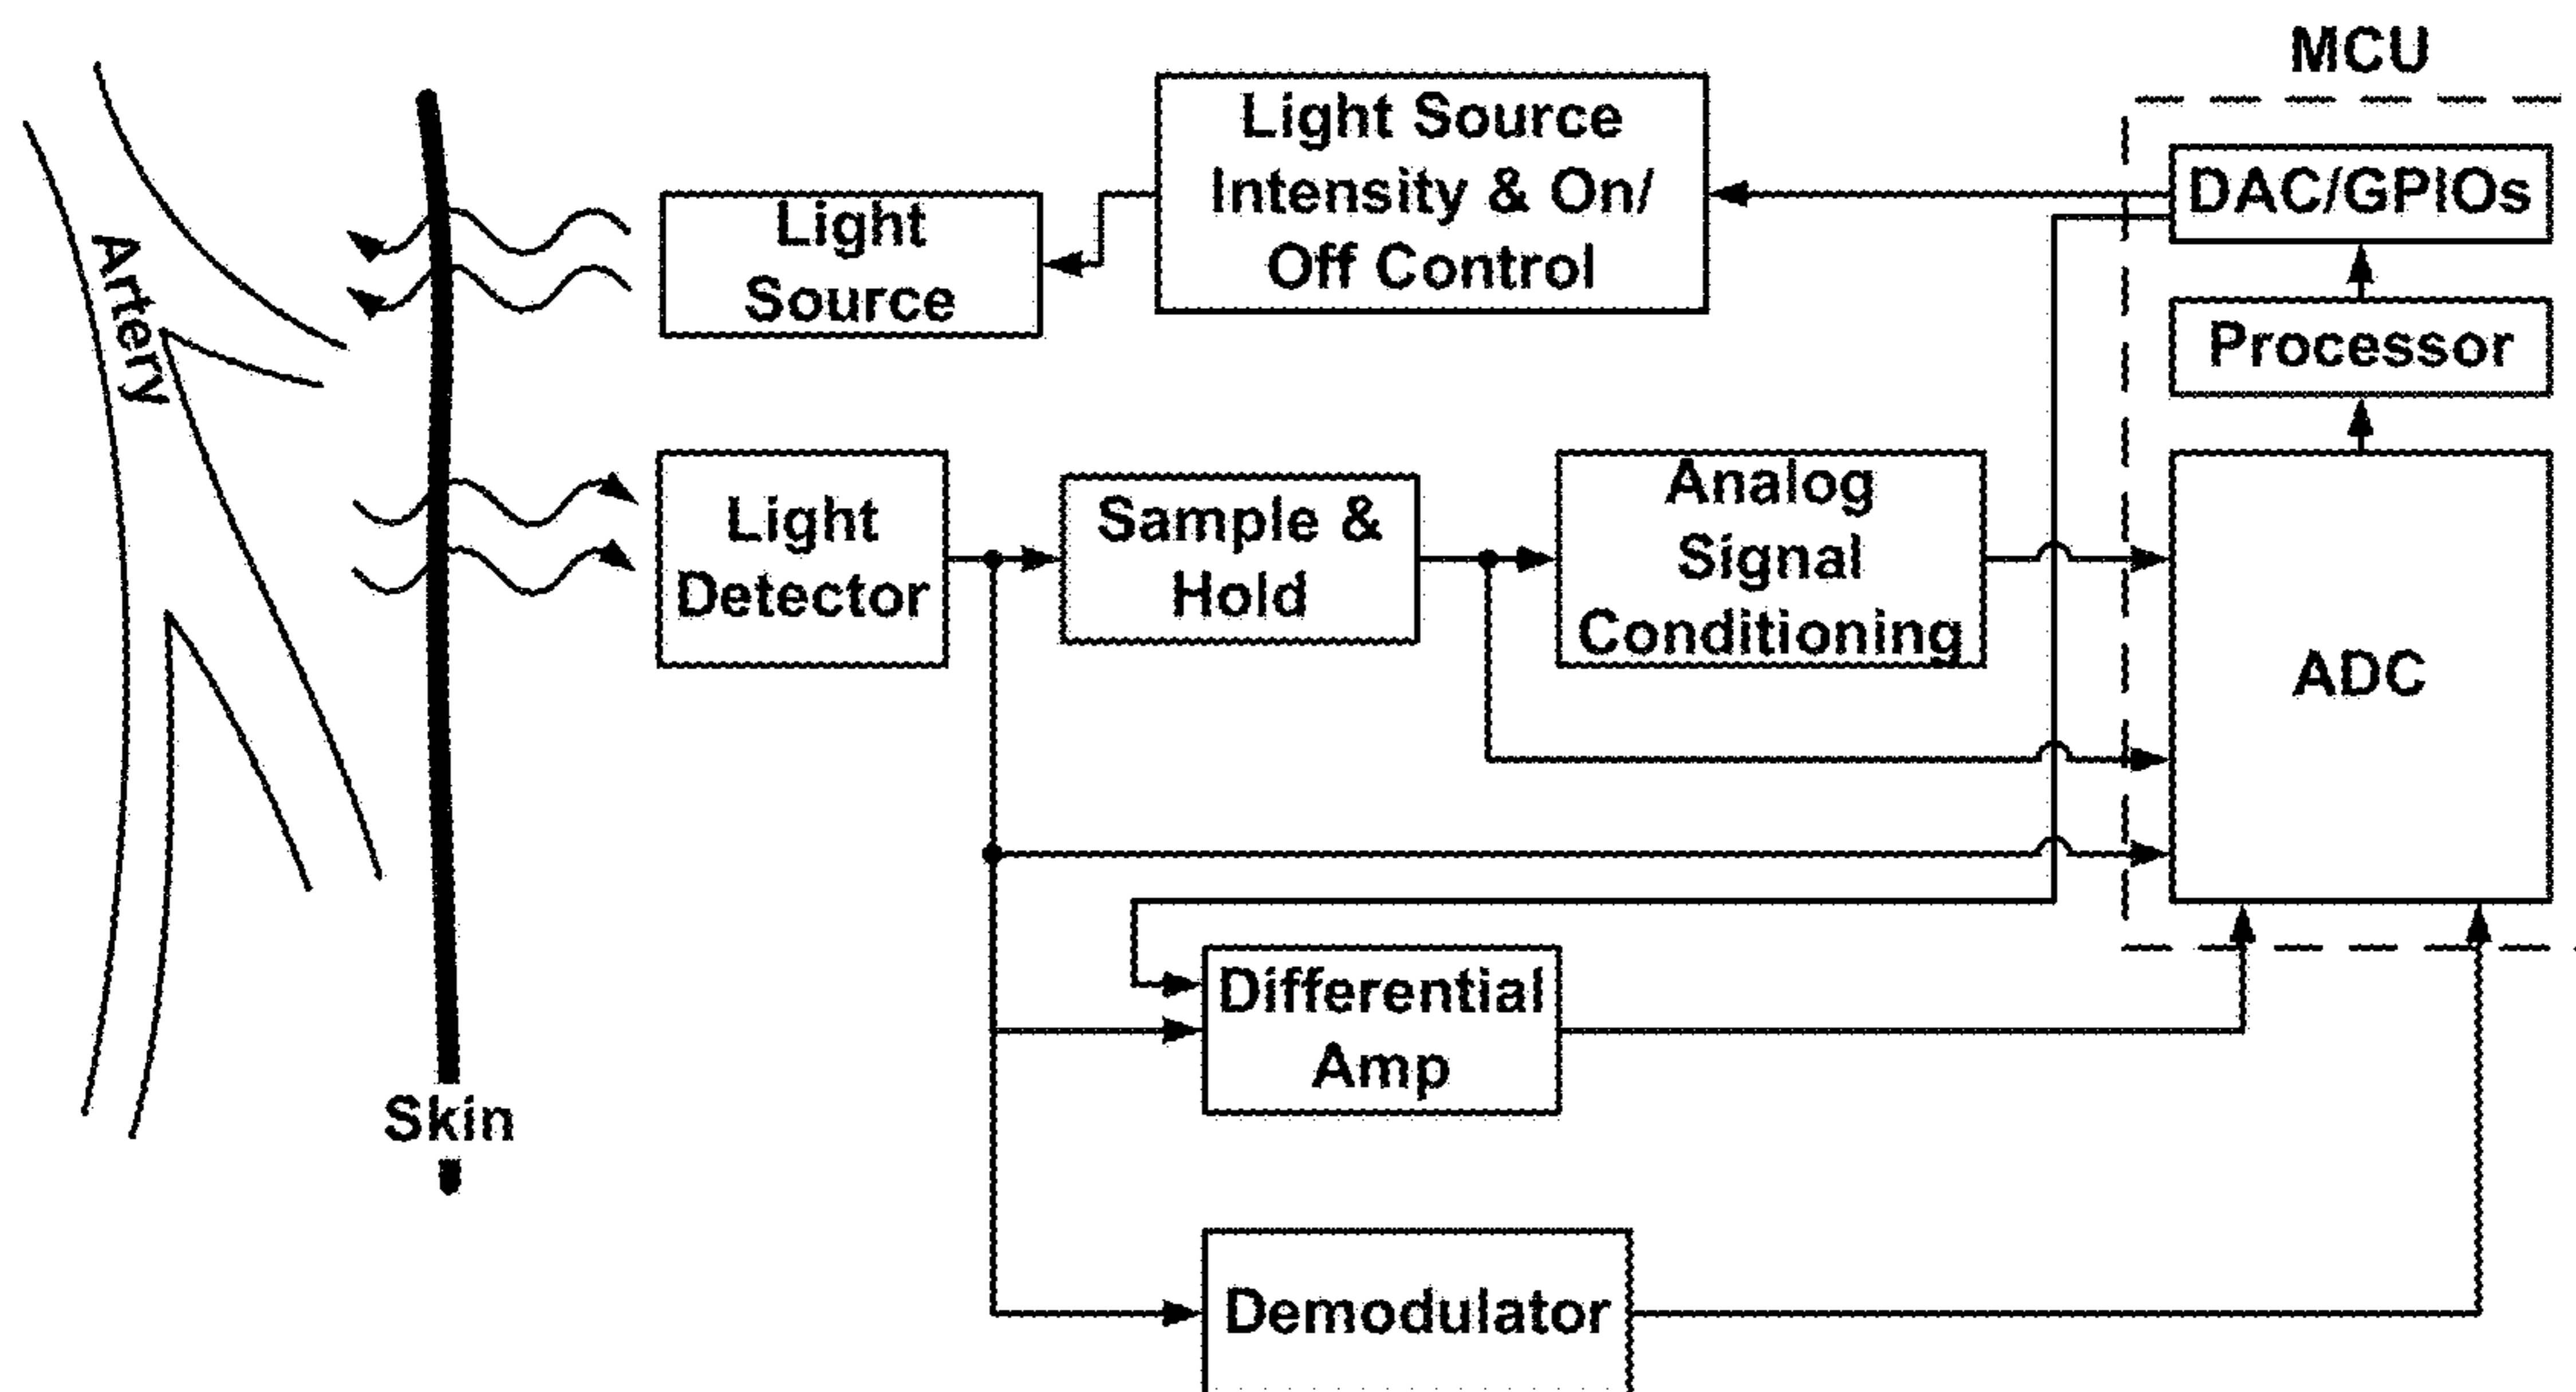 MCU
Light Source
Intensity & On/
Off Control
DAC/GPIOs
Light
Source
Artery
Processor
Light
Detector
Sample &
Hold
Analog
Signal
Conditioning
ADC
Differential
Amp
Skin
Demodulator